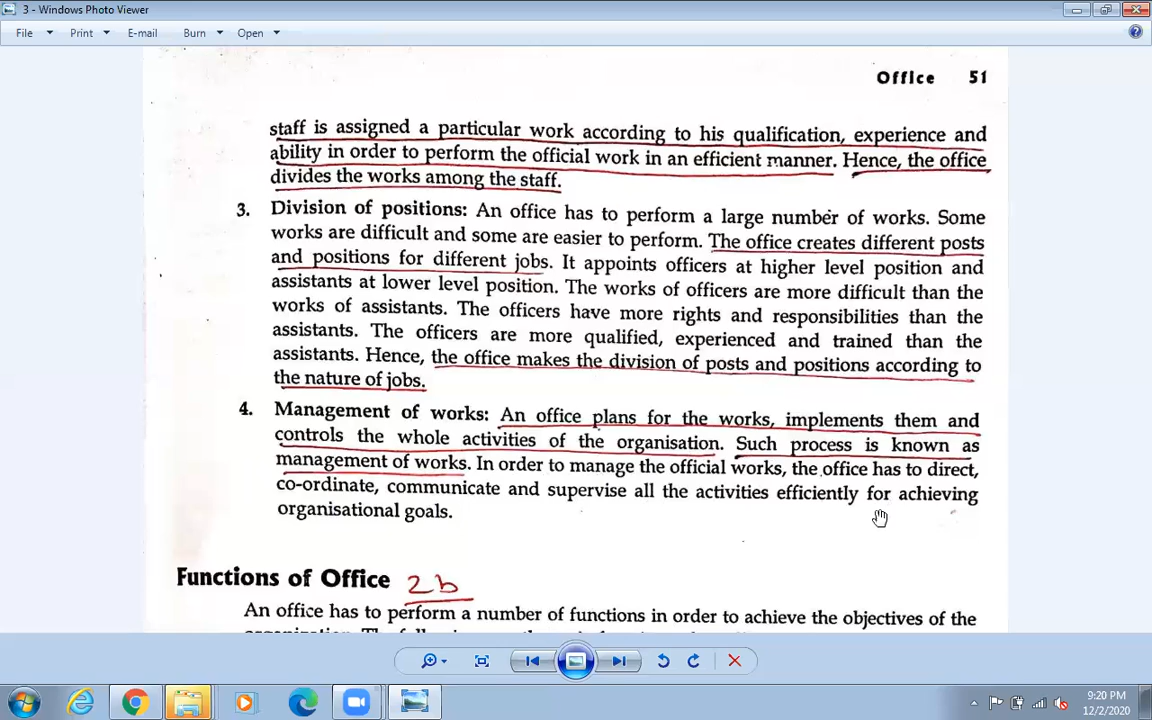 3 - Windows Photo Viewer
File Print E-mail Burn Open
Office 51
staff is assigned a particular work according to his qualification, experience and
ability in order to perform the official work in an efficient manner. Hence, the office
divides the works among the staff.
3. Division of positions: An office has to perform a large number of works. Some
works are difficult and some are easier to perform. The office creates different posts
and positions for different jobs. It appoints officers at higher level position and
assistants at lower level position. The works of officers are more difficult than the
works of assistants. The officers have more rights and responsibilities than the
assistants. The officers are more qualified, experienced and trained than the
assistants. Hence, the office makes the division of posts and positions according to
the nature of jobs.
4. Management of works: An office plans for the works, implements them and
controls the whole activities of the organisation. Such process is known as
management of works. In order to manage the official works, the office has to direct,
co-ordinate, communicate and supervise all the activities efficiently for achieving
organisational goals.
Functions of Office 2b
An office has to perform a number of functions in order to achieve the objectives of the
9:20 PM
12/2/2020